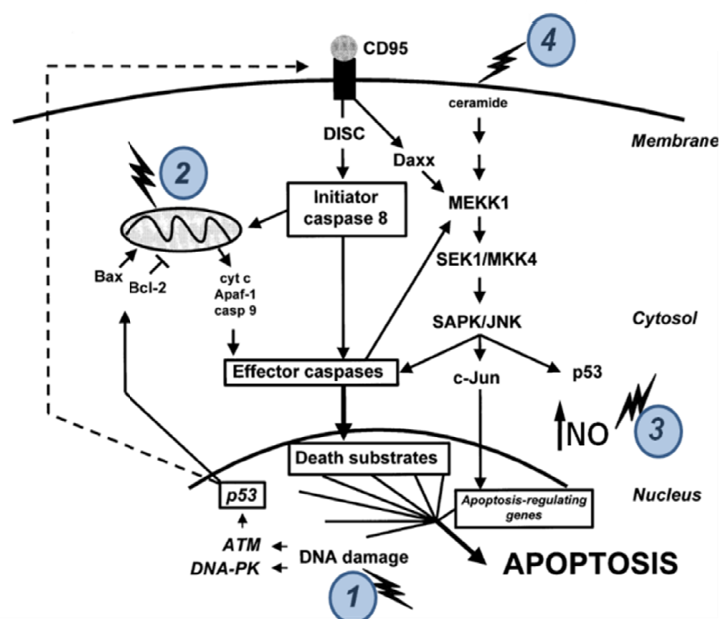 4
CD95
ceramide
Membrane
DISC
Daxx
2
Initiator
caspase 8
MEKK1
SEK1/MKK4
Bax
Bcl-2
cyt c
Apaf-1
casp 9
SAPK/JNK
Cytosol
Effector caspases
c-Jun
p53
NO
3
Death substrates
p53
Apoptosis-regulating
genes
Nucleus
ATM
DNA-PK
DNA damage
APOPTOSIS
1